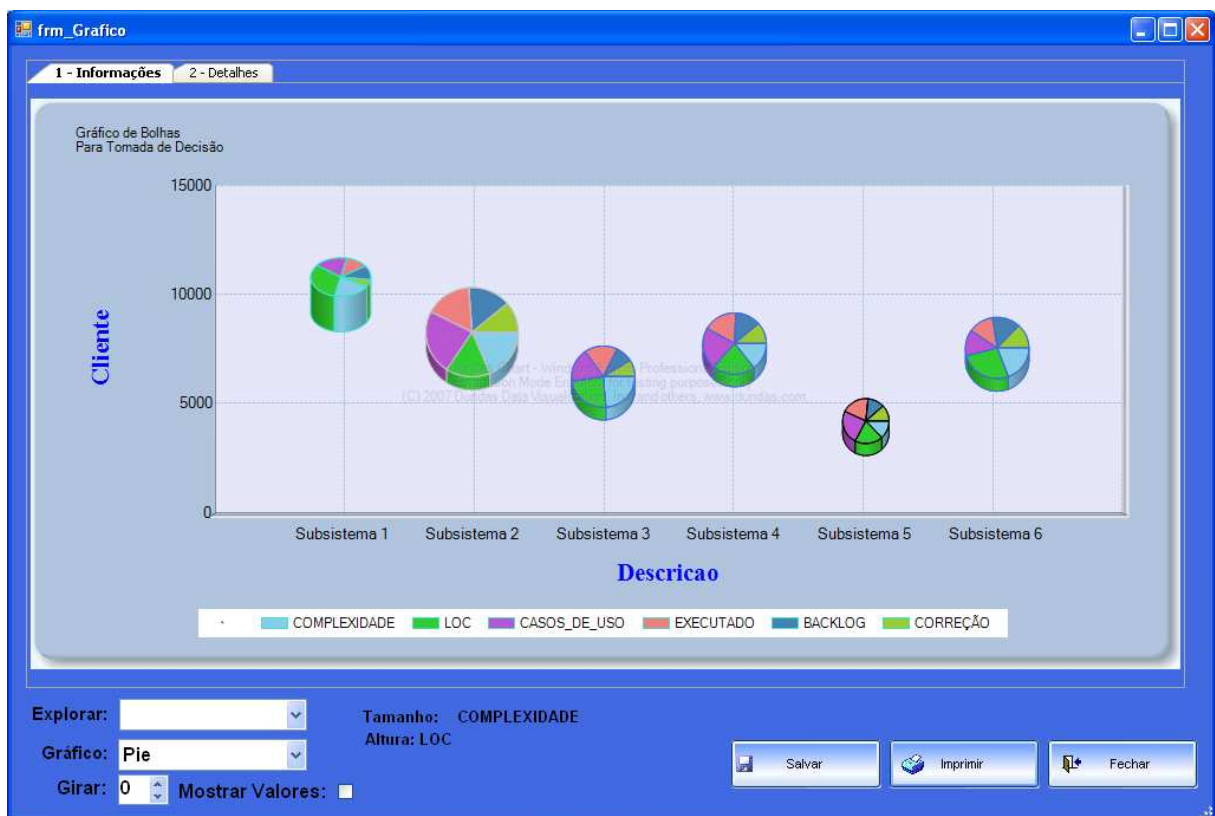 frm_Grafico
1 - Informações
2 - Detalhes
Gráfico de Bolhas
Para Tomada de Decisão
15000
10000
5000
0
Cliente
Subsistema 1 Subsistema 2 Subsistema 3 Subsistema 4 Subsistema 5 Subsistema 6
Descricao
COMPLEXIDADE LOC CASOS_DE_USO EXECUTADO BACKLOG CORREÇÃO
Explorar:
Tamanho: COMPLEXIDADE
Altura: LOC
Gráfico: Pie
Girar: 0 Mostrar Valores:
Salvar Imprimir Fechar